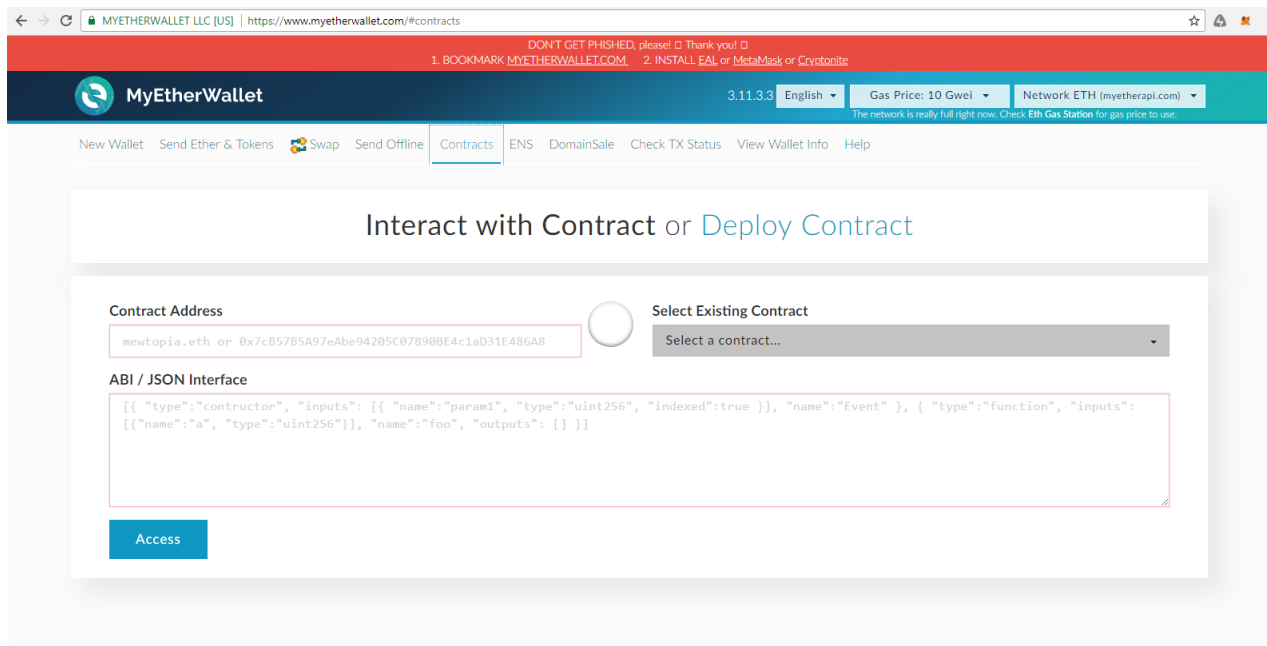 MYETHERWALLET LLC [US] | https://www.myetherwallet.com/#contracts
DON'T GET PHISHED, please! Thank you!
1. BOOKMARK MYETHERWALLET.COM 2. INSTALL EAL or MetaMask or Cryptonite
MyEtherWallet
3.11.3.3 English Gas Price: 10 Gwei Network ETH (myetherapi.com)
The network is really full right now. Check Eth Gas Station for gas price to use.
New Wallet Send Ether & Tokens Swap Send Offline Contracts ENS DomainSale Check TX Status View Wallet Info Help
Interact with Contract or Deploy Contract
Contract Address
mewtopia.eth or 0x7cB57B5A97eAbe94205C07890BE4c1aD31E486A8
Select Existing Contract
Select a contract...
ABI / JSON Interface
[{ "type":"contructor", "inputs": [{ "name":"param1", "type":"uint256", "indexed":true }], "name":"Event" }, { "type":"function", "inputs":
[{"name":"a", "type":"uint256"}], "name":"foo", "outputs": [] }]
Access